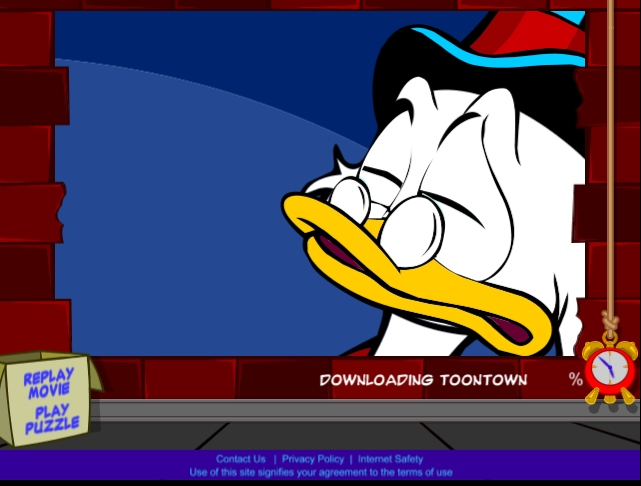 DOWNLOADING TOONTOWN %
REPLAY
MOVIE
PLAY
PUZZLE
Contact Us | Privacy Policy | Internet Safety
Use of this site signifies your agreement to the terms of use